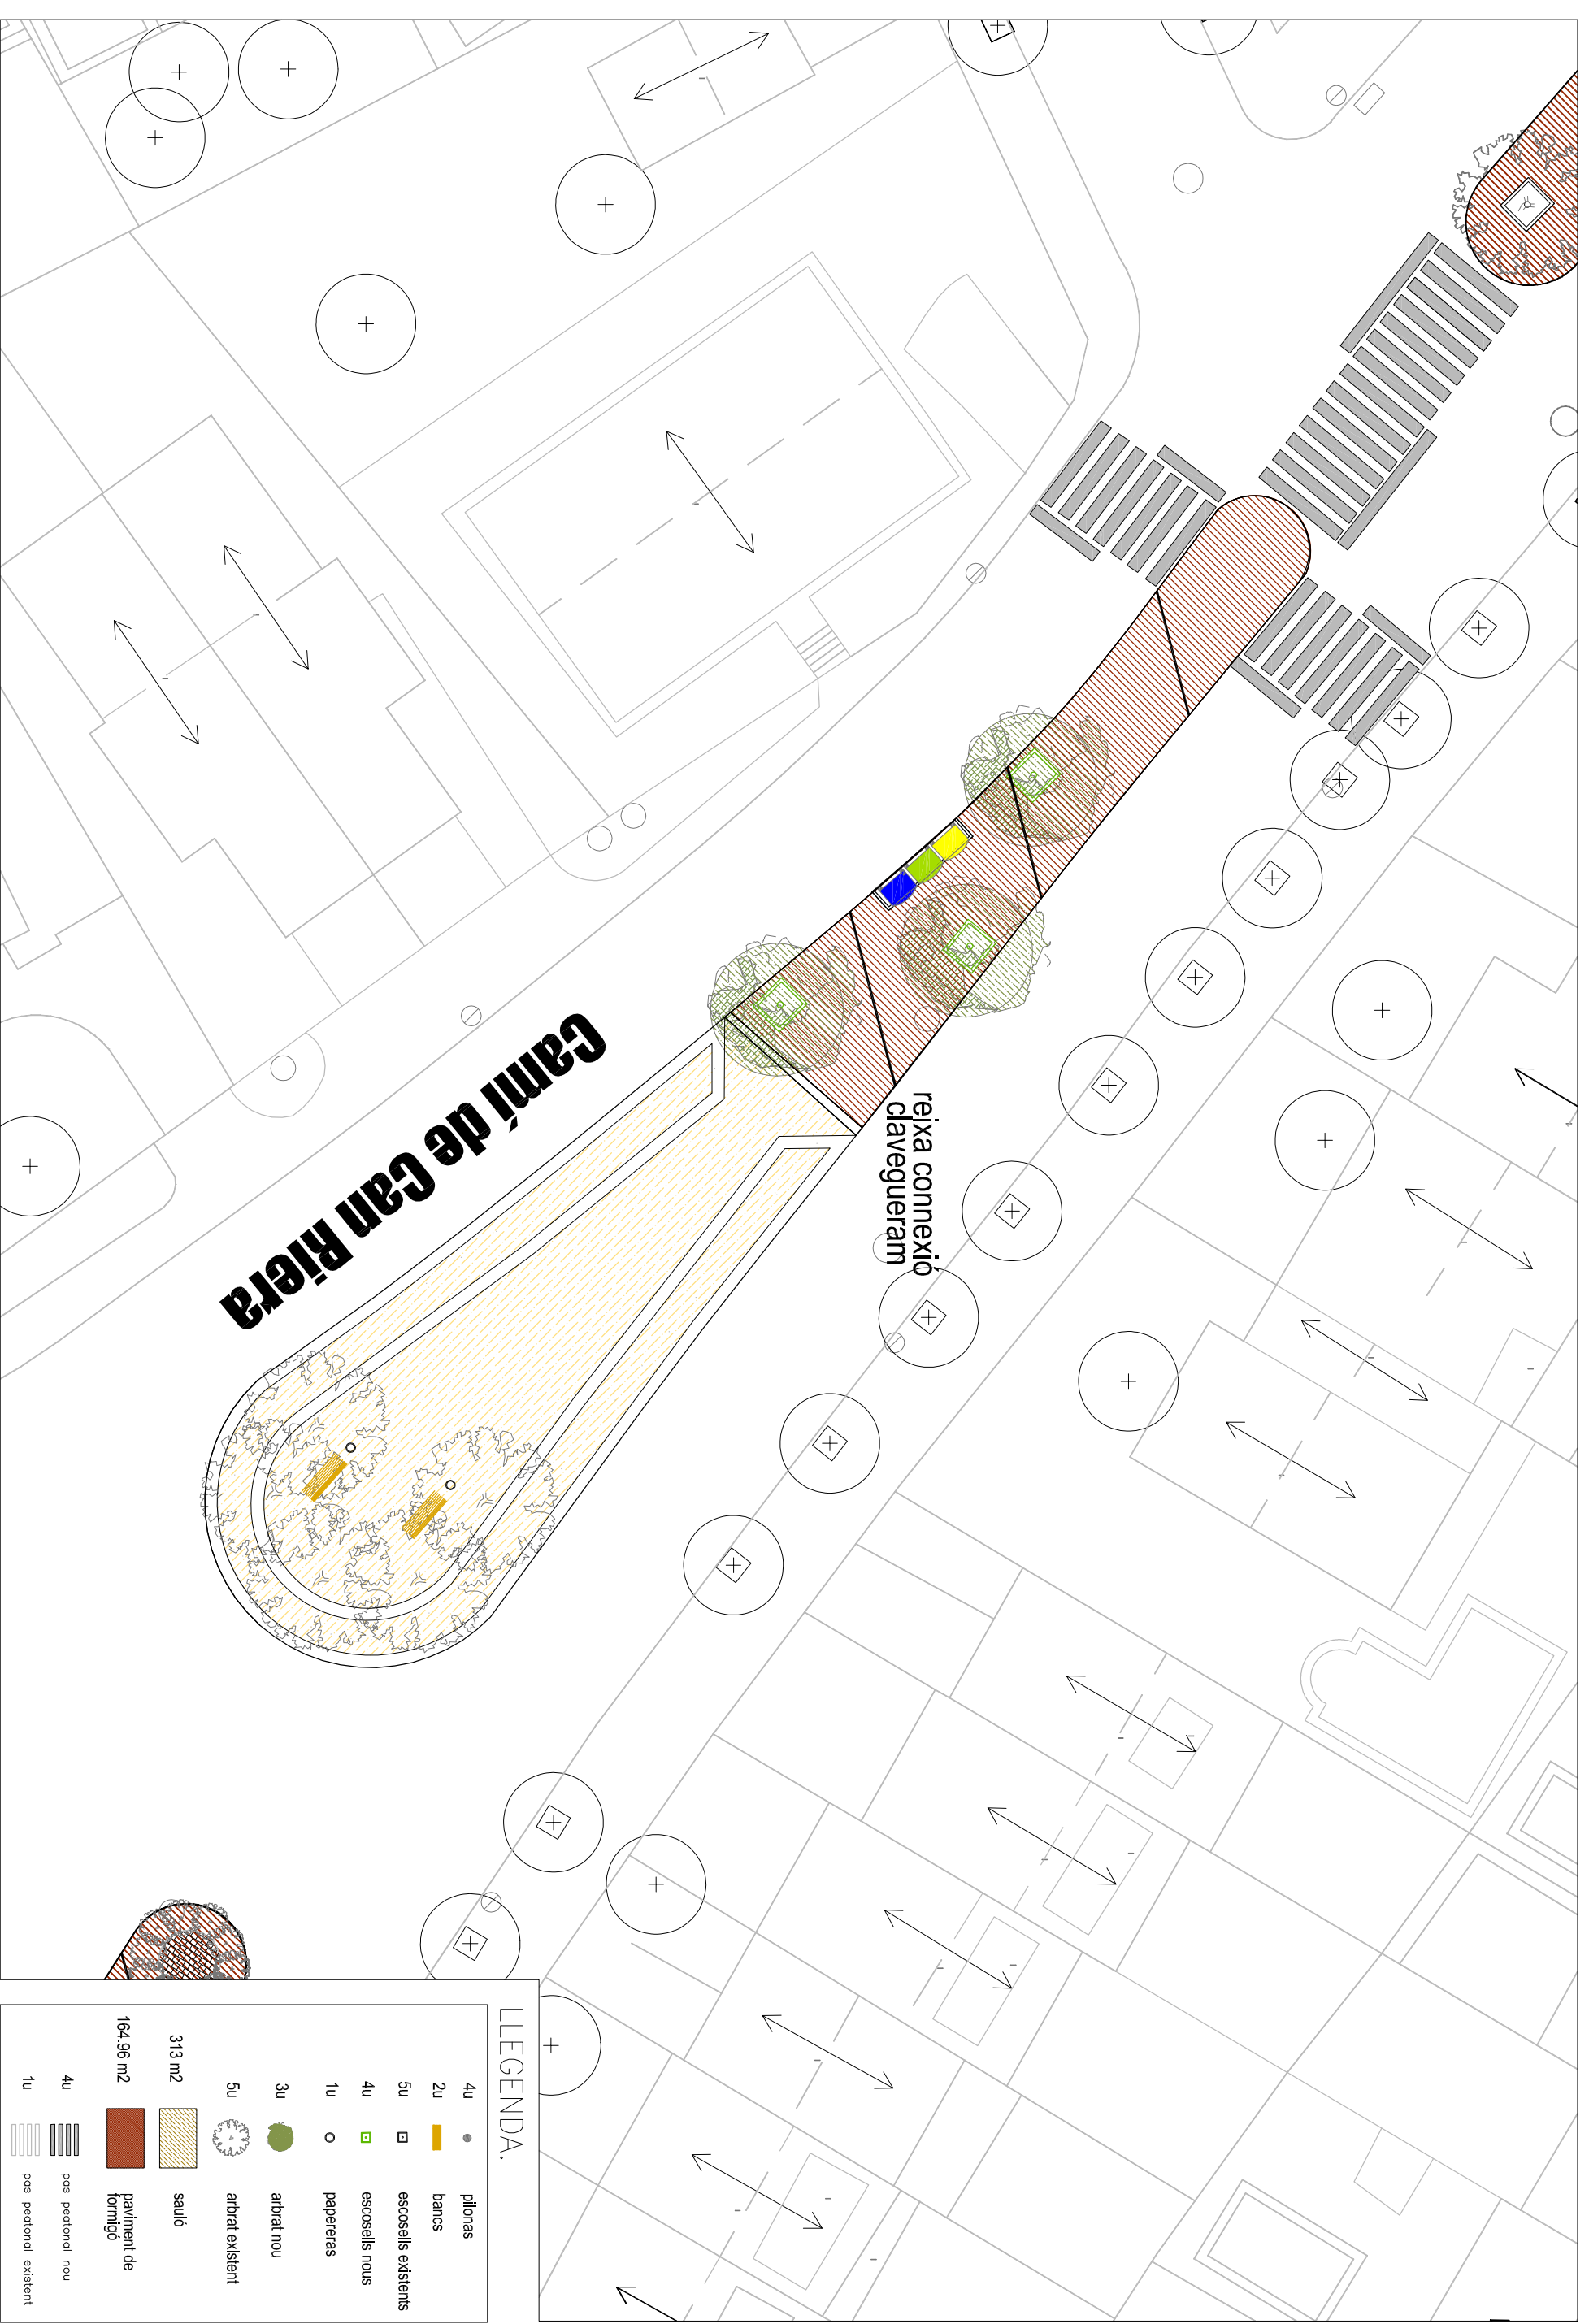 Camí de Can Riera
reixa connexió
clavegueram
LLEGENDA.
4u pilonas
2u bancs
5u escosells existents
4u escosells nous
1u papereras
3u arbrat nou
5u arbrat existent
313 m2 sauló
164.96 m2 paviment de
formigó
4u pas peatonal nou
1u pas peatonal existent